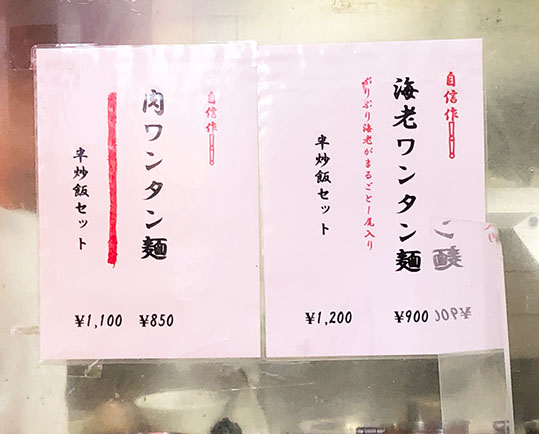 自信作!!
海老ワンタン麺
¥900
ぷりぷり海老がまるごと1尾入り
半炒飯セット
¥1,200
自信作!!
肉ワンタン麺
¥850
半炒飯セット
¥1,100